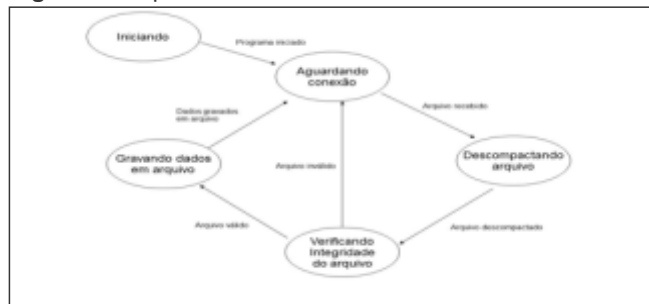 Iniciando
Programa iniciado
Aguardando
conexão
Dados gravados
em arquivo
Arquivo recebido
Gravando dados
em arquivo
Arquivo inválido
Descompactando
arquivo
Arquivo válido
Arquivo descompactado
Verificando
Integridade
do arquivo